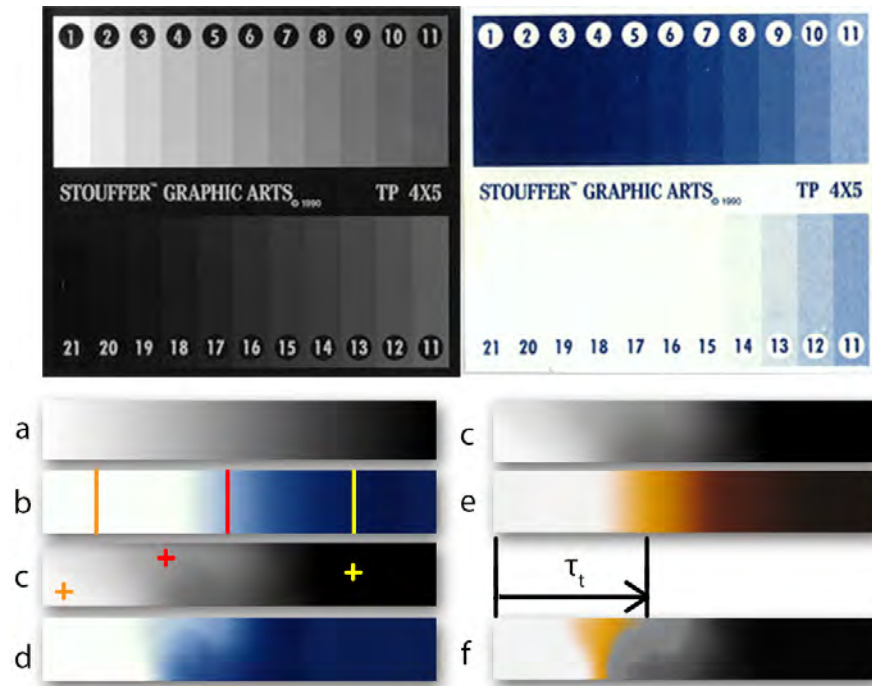 1 2 3 4 5 6 7 8 9 10 11
STOUFFER™ GRAPHIC ARTS © 1990 TP 4X5
21 20 19 18 17 16 15 14 13 12 11
1 2 3 4 5 6 7 8 9 10 11
STOUFFER™ GRAPHIC ARTS © 1990 TP 4X5
21 20 19 18 17 16 15 14 13 12 11
a
b
c
d
c
e
τt
f